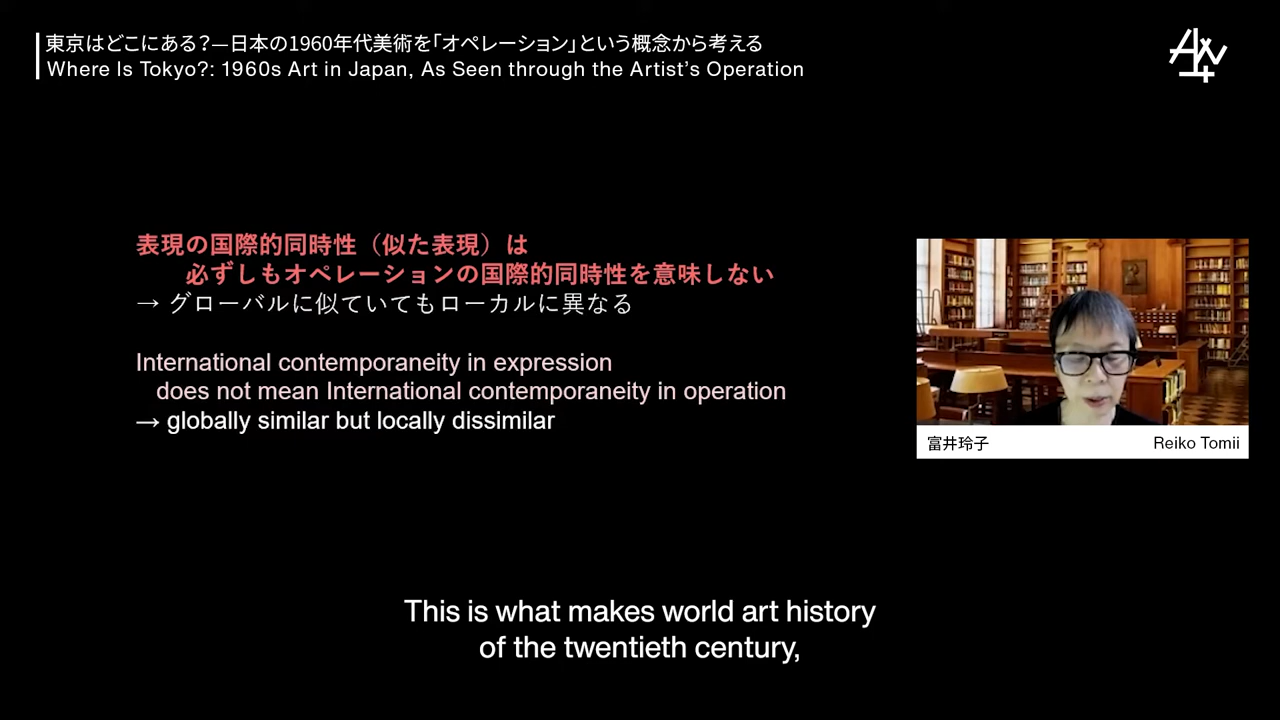 東京はどこにある?—日本の1960年代美術を「オペレーション」という概念から考える
Where Is Tokyo?: 1960s Art in Japan, As Seen through the Artist's Operation
表現の国際的同時性（似た表現）は
必ずしもオペレーションの国際的同時性を意味しない
→ グローバルに似ていてもローカルに異なる
International contemporaneity in expression
does not mean International contemporaneity in operation
→ globally similar but locally dissimilar
富井玲子 Reiko Tomii
This is what makes world art history
of the twentieth century,